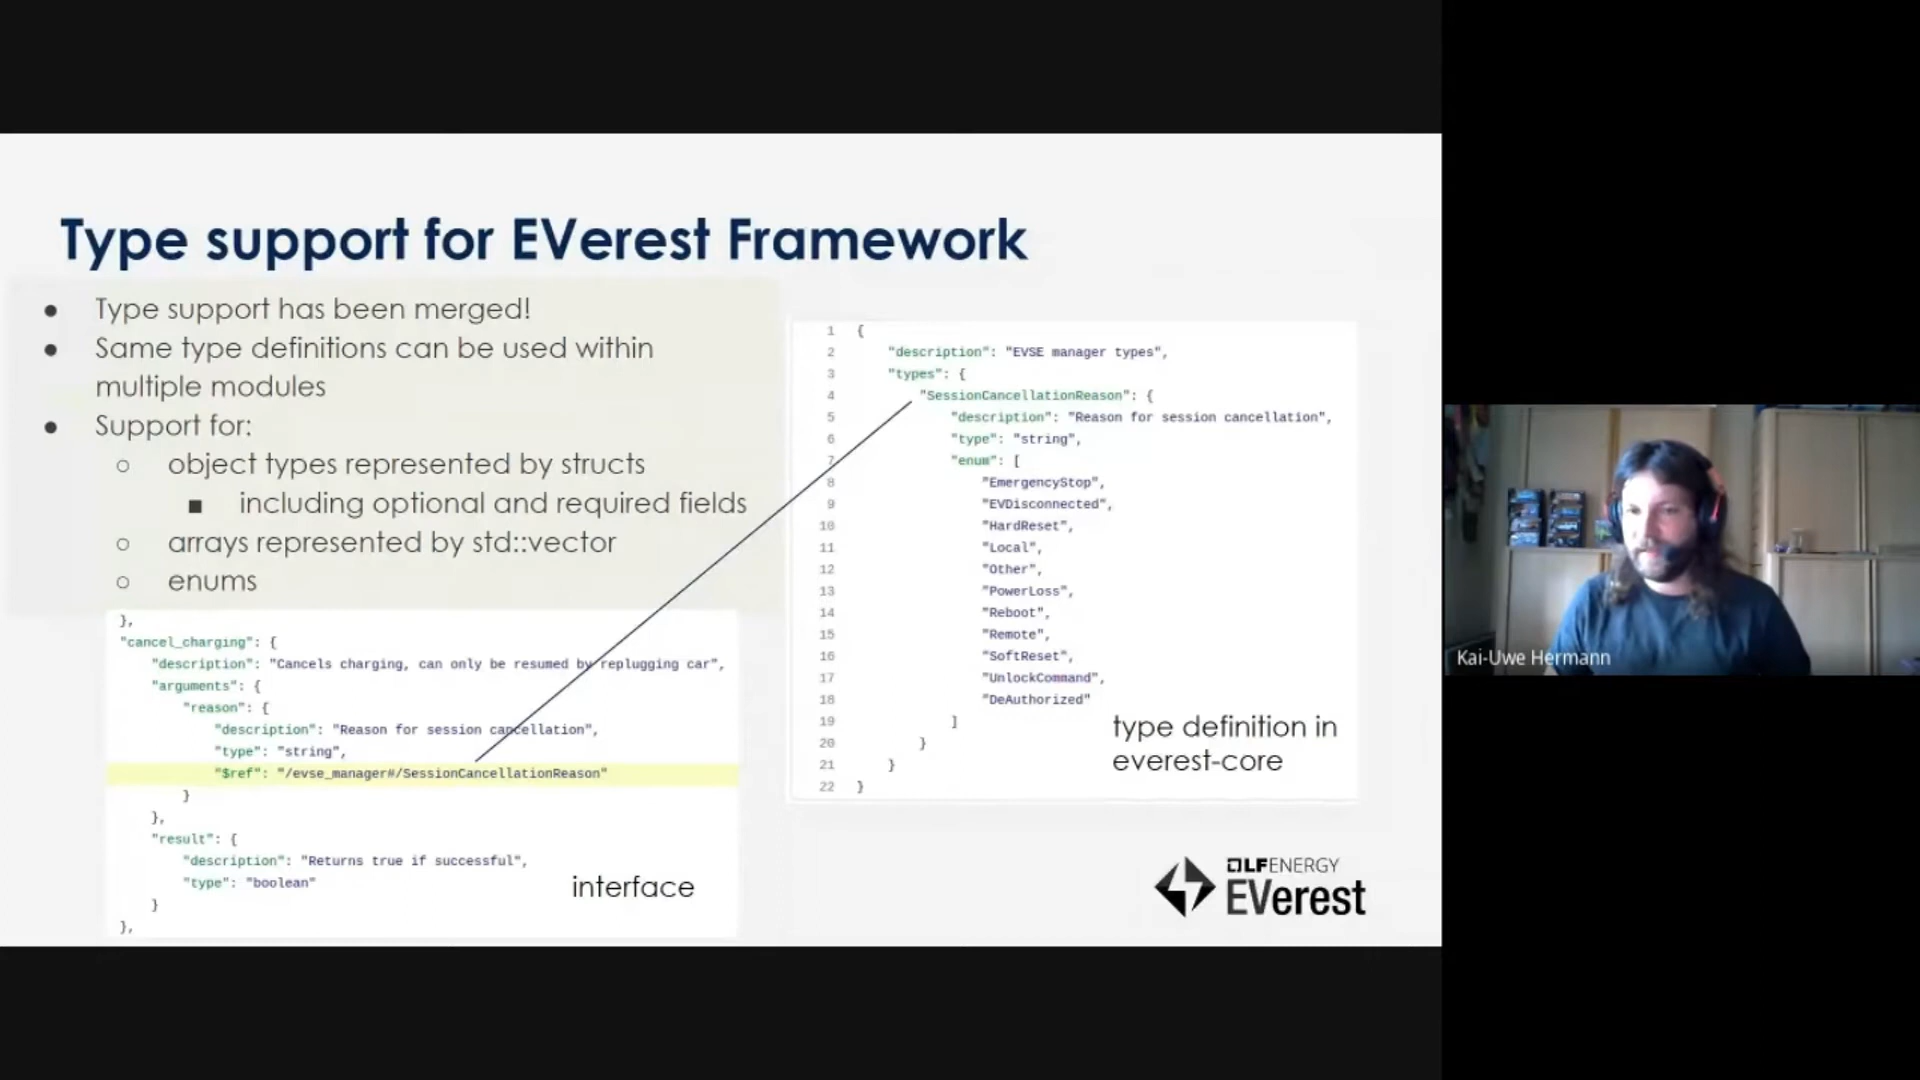 Type support for EVerest Framework
● Type support has been merged!
● Same type definitions can be used within
multiple modules
● Support for:
○ object types represented by structs
■ including optional and required fields
○ arrays represented by std::vector
○ enums
},
"cancel_charging": {
"description": "Cancels charging, can only be resumed by replugging car",
"arguments": {
"reason": {
"description": "Reason for session cancellation",
"type": "string",
"$ref": "/evse_manager#/SessionCancellationReason"
}
},
"result": {
"description": "Returns true if successful",
"type": "boolean"
}
},
interface
1 {
2 "description": "EVSE manager types",
3 "types": {
4 "SessionCancellationReason": {
5 "description": "Reason for session cancellation",
6 "type": "string",
7 "enum": [
8 "EmergencyStop",
9 "EVDisconnected",
10 "HardReset",
11 "Local",
12 "Other",
13 "PowerLoss",
14 "Reboot",
15 "Remote",
16 "SoftReset",
17 "UnlockCommand",
18 "DeAuthorized"
19 ]
20 }
21 }
22 }
type definition in
everest-core
LFENERGY
EVerest
Kai-Uwe Hermann